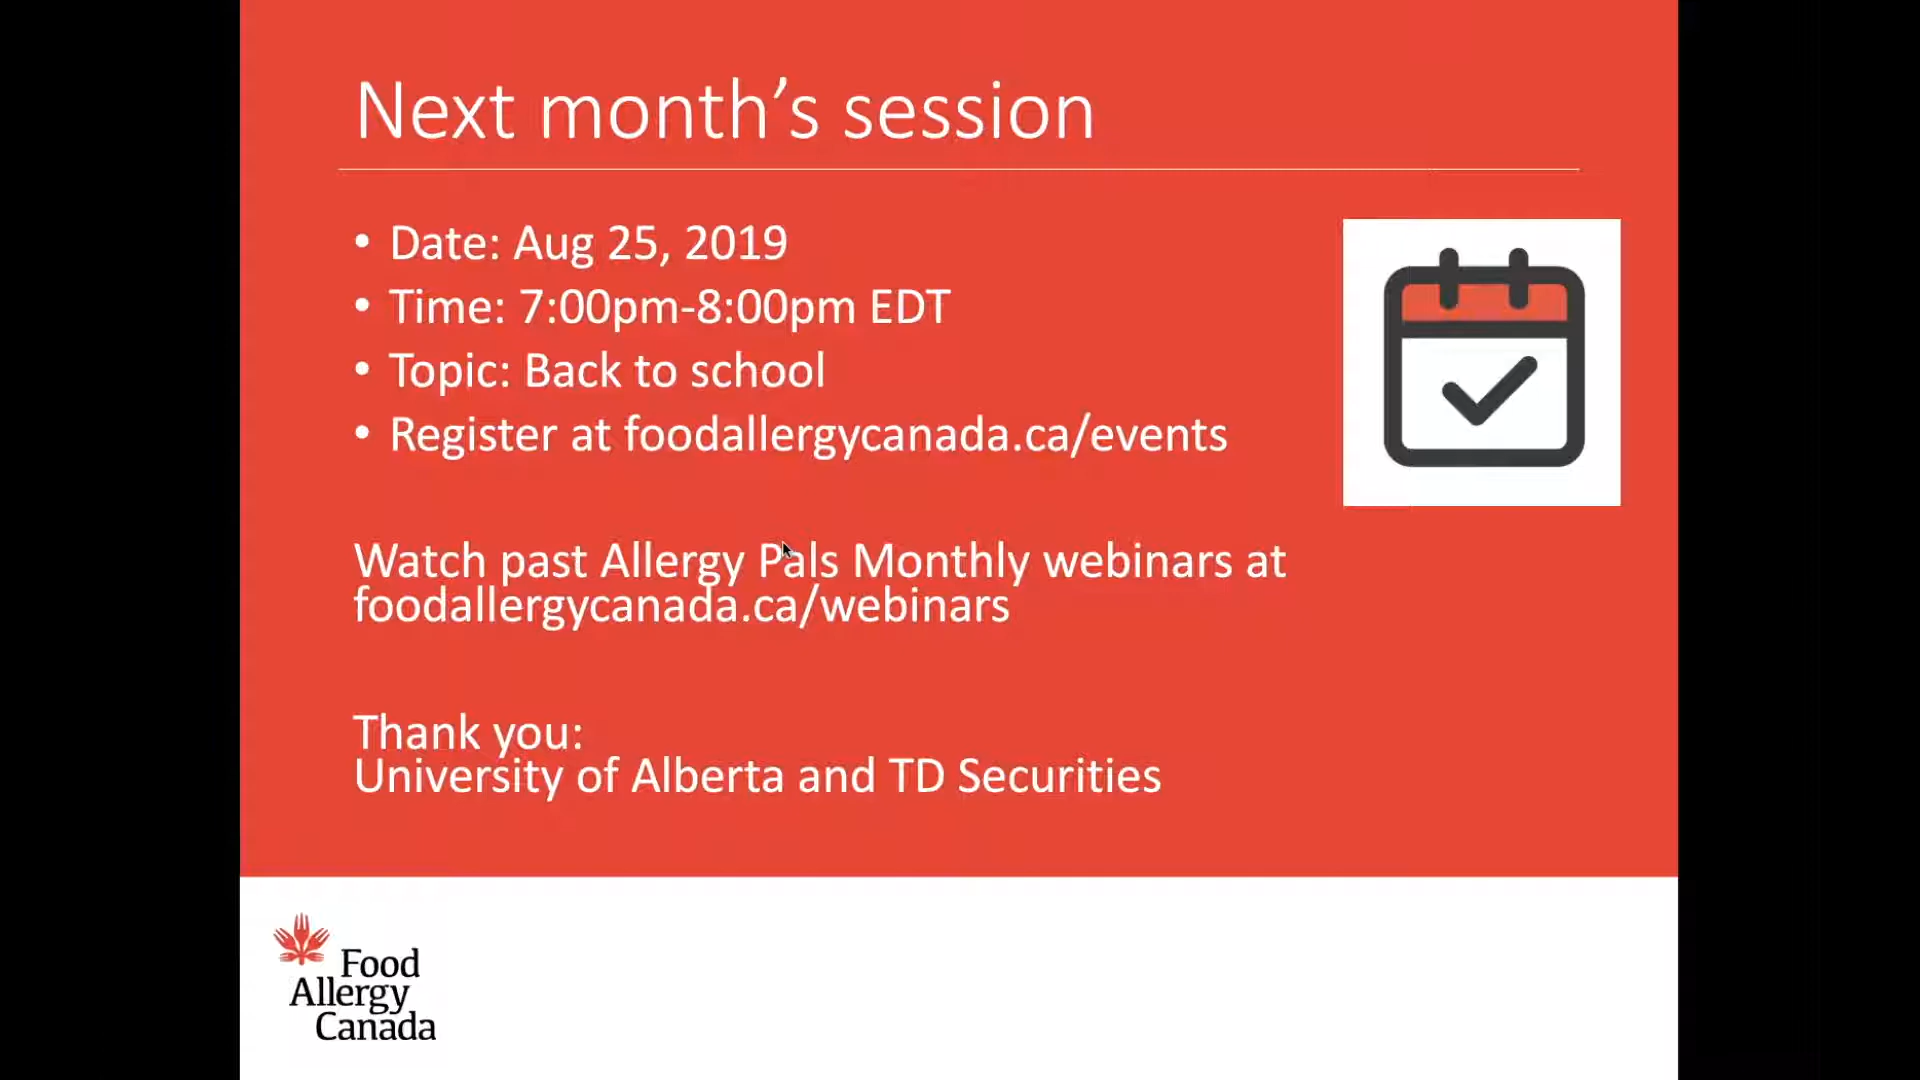 Next month’s session
• Date: Aug 25, 2019
• Time: 7:00pm-8:00pm EDT
• Topic: Back to school
• Register at foodallergycanada.ca/events
Watch past Allergy Pals Monthly webinars at
foodallergycanada.ca/webinars
Thank you:
University of Alberta and TD Securities
Food
Allergy
Canada